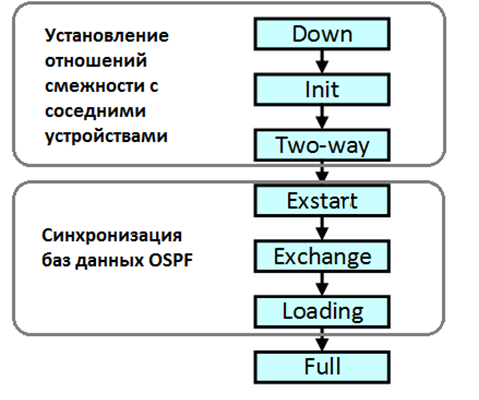 Установление
отношений
смежности с
соседними
устройствами
Down
Init
Two-way
Синхронизация
баз данных OSPF
Exstart
Exchange
Loading
Full